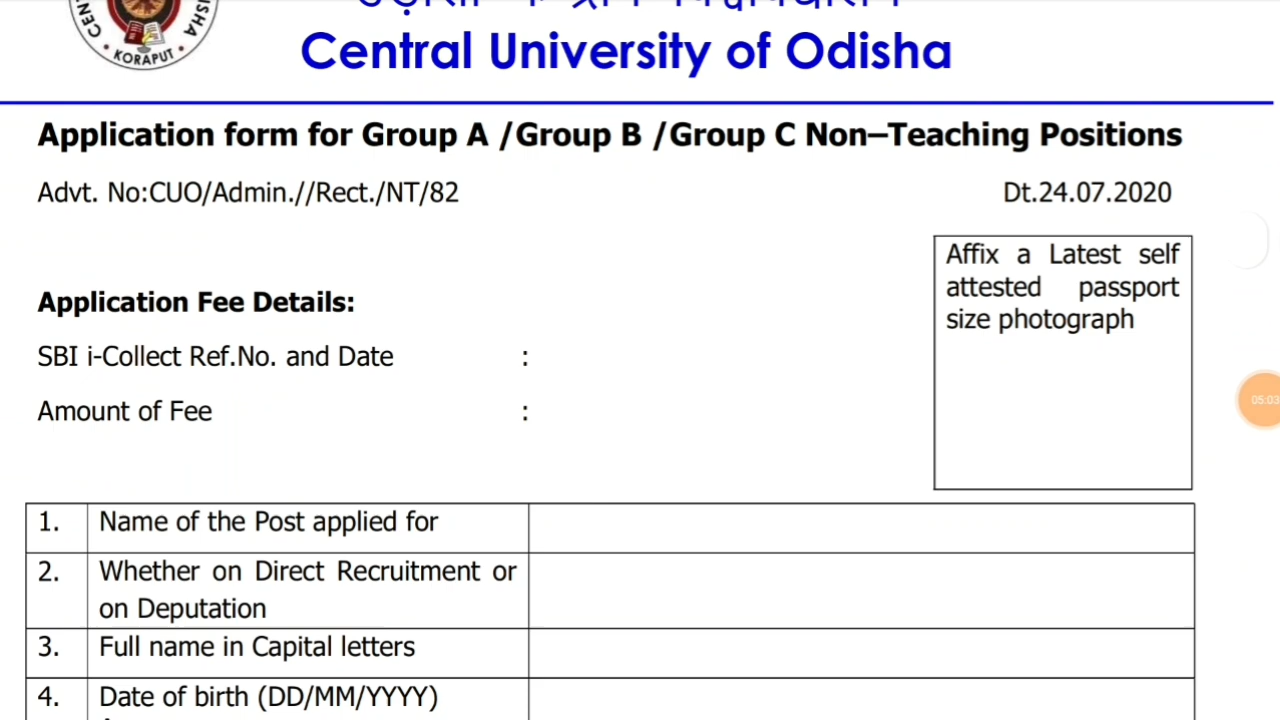 KORAPUT
Central University of Odisha
Application form for Group A /Group B /Group C Non–Teaching Positions
Advt. No:CUO/Admin.//Rect./NT/82
Dt.24.07.2020
Affix a Latest self
attested passport
size photograph
Application Fee Details:
SBI i-Collect Ref.No. and Date :
Amount of Fee :
05:03
1. Name of the Post applied for
2. Whether on Direct Recruitment or
on Deputation
3. Full name in Capital letters
4. Date of birth (DD/MM/YYYY)